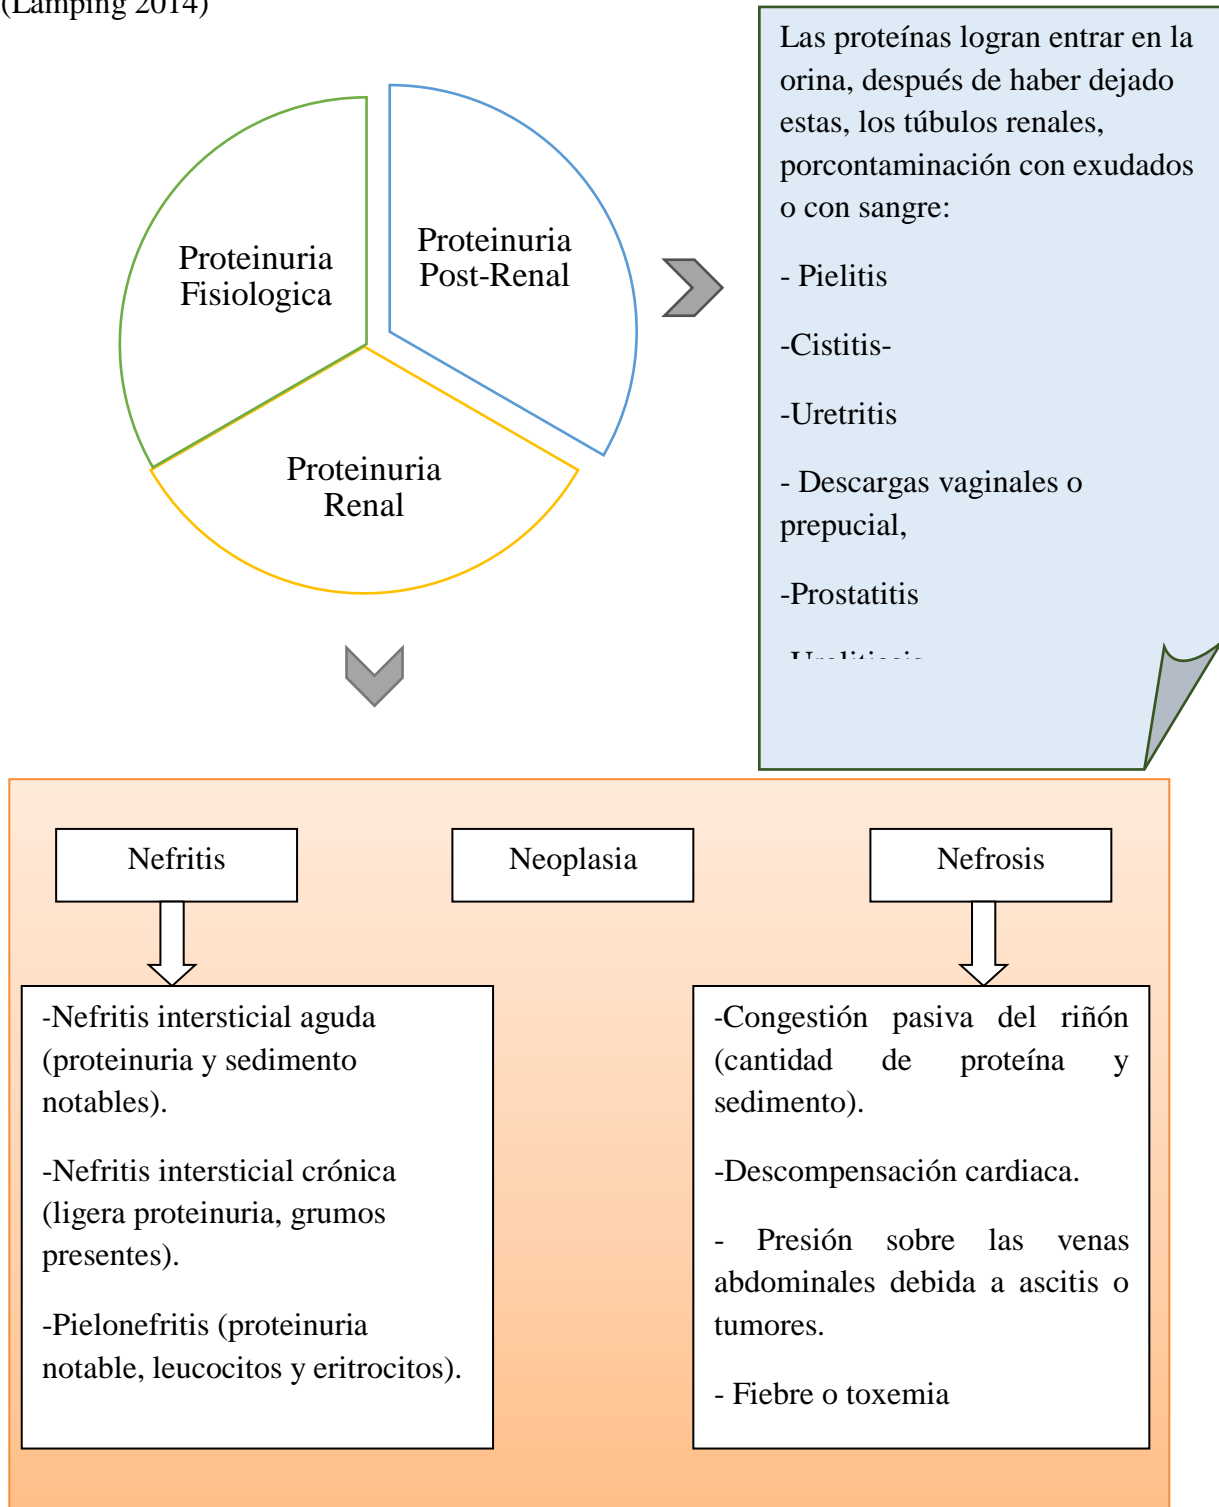 (Lamping 2014)
Proteinuria
Fisiologica
Proteinuria
Post-Renal
Proteinuria
Renal
Las proteínas logran entrar en la
orina, después de haber dejado
estas, los túbulos renales,
porcontaminación con exudados
o con sangre:
- Pielitis
-Cistitis-
-Uretritis
- Descargas vaginales o
prepucial,
-Prostatitis
Nefritis
Neoplasia
Nefrosis
-Nefritis intersticial aguda
(proteinuria y sedimento
notables).
-Nefritis intersticial crónica
(ligera proteinuria, grumos
presentes).
-Pielonefritis (proteinuria
notable, leucocitos y eritrocitos).
-Congestión pasiva del riñón
(cantidad de proteína y
sedimento).
-Descompensación cardiaca.
- Presión sobre las venas
abdominales debida a ascitis o
tumores.
- Fiebre o toxemia